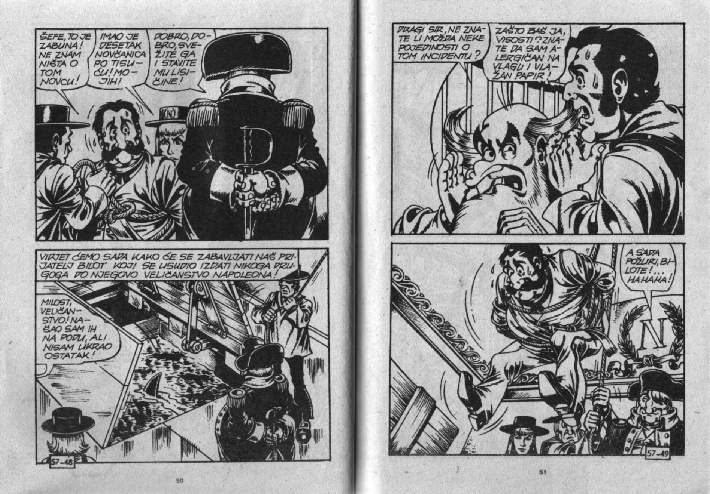 ŠEFE, TO JE
ZABUNA!
NE ZNAM
NIŠTA O
TOM
NOVCU!
IMAO JE
DESETAK
NOVČANICA
PO TISU-
ĆU! MO-
JIH!
DOBRO, DO-
BRO, SVE-
ŽITE GA
I STAVITE
MU LISI-
ČINE!
VIRJET ĆEMO SADA KAKO ĆE SE ZABAVLJATI NAŠ PRI-
JATELJ BILOT KOJI SE USUDIO IZDATI NIKOGA DRU-
GOGA DO NJEGOVO VELIČANSTVO NAPOLEONA!
MILOST,
VELIČAN-
STVO! NA-
ŠAO SAM IH
NA PODU, ALI
NISAM UKRAO
OSTATAK!
57-48
50
DRAGI SIR, NE ZNA-
TE LI MOŽDA NEKE
POJEDINOSTI O
TOM INCIDENTU?
ZAŠTO BAŠ JA,
VISOSTI? ZNA-
TE DA SAM A-
LERGIČAN NA
VLAGU I VLA-
ŽAN PAPIR!
A SADA
POŽURI, BI-
LOTE!...
HAHAHA!
N
57-49
51